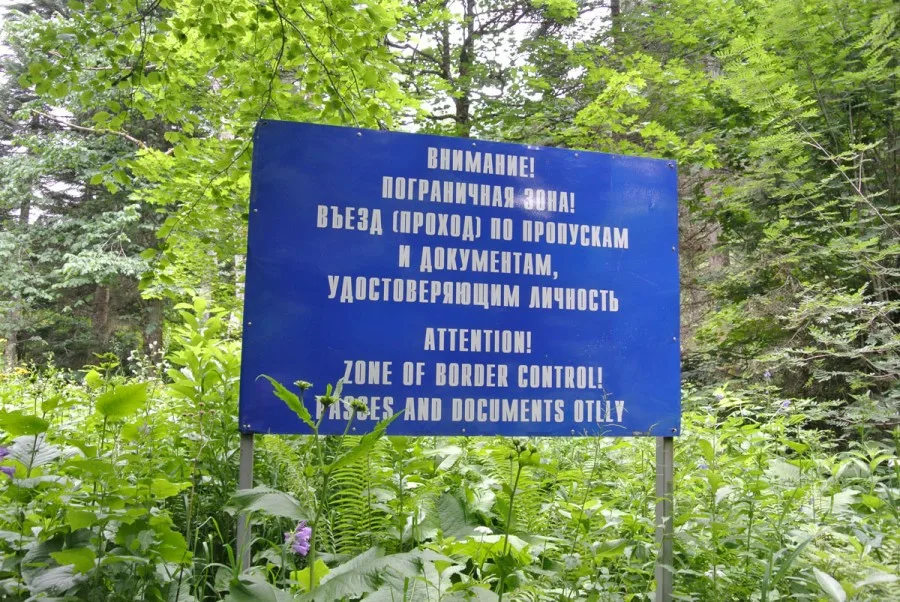 ВНИМАНИЕ!
ПОГРАНИЧНАЯ ЗОНА!
ВЪЕЗД (ПРОХОД) ПО ПРОПУСКАМ
И ДОКУМЕНТАМ,
УДОСТОВЕРЯЮЩИМ ЛИЧНОСТЬ
ATTENTION!
ZONE OF BORDER CONTROL!
PASSES AND DOCUMENTS OTLLY